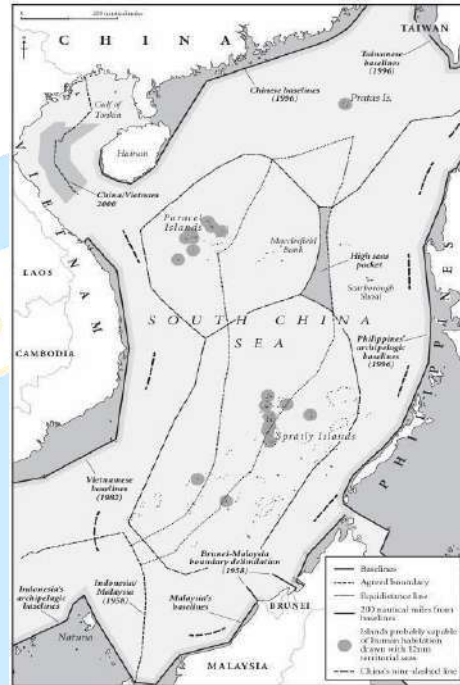 0
200 nautical miles
CHINA
TAIWAN
Taiwanese
baselines
(1996)
Chinese baselines
(1996)
Pratas Is.
Gulf of
Tonkin
Hainan
VIETNAM
China/Vietnam
2000
Paracel
Islands
Macclesfield
Bank
High seas
pocket
Scarborough
Shoal
LAOS
SOUTH CHINA
SEA
CAMBODIA
Philippines'
archipelagic
baselines
(1996)
PHILIPPINES
Spratly Islands
Vietnamese
baselines
(1982)
Brunei-Malaysia
boundary delimitation
(1958)
Indonesia's
archipelagic
baselines
Indonesia/
Malaysia
Malaysia's
baselines
BRUNEI
Natuna
MALAYSIA
Baselines
Agreed boundary
Equidistance line
200 nautical miles from
baselines
Islands probably capable
of human habitation
drawn with 12nm
territorial seas
China's nine-dashed line